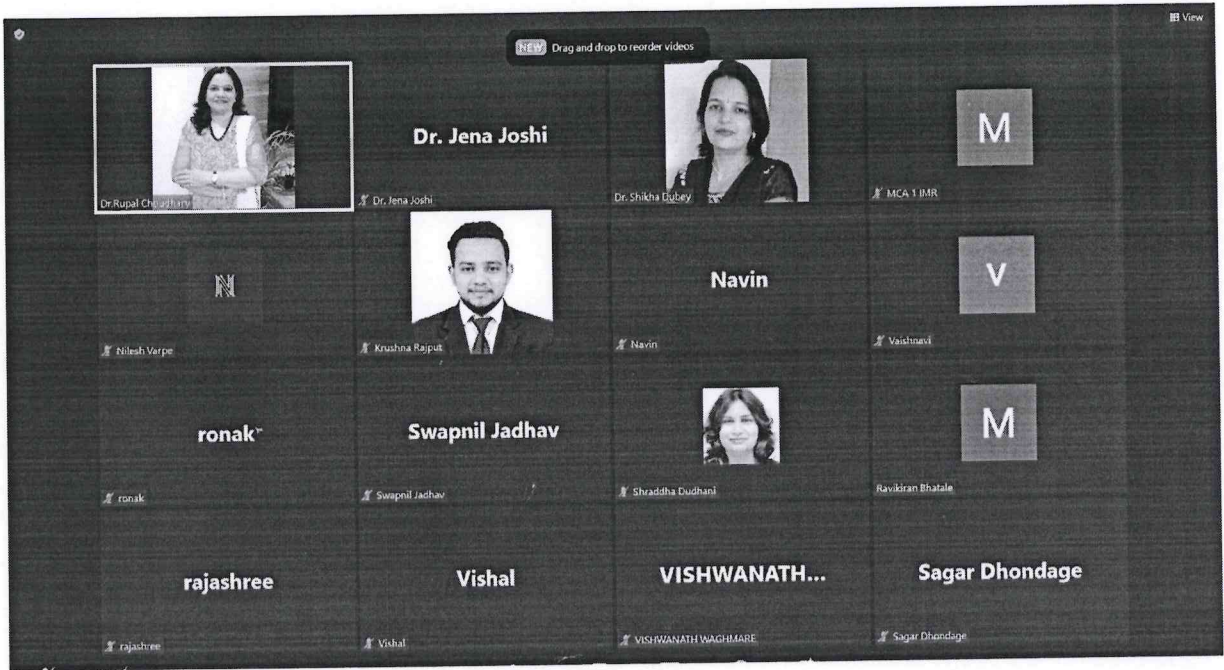 View
NEW Drag and drop to reorder videos
Dr.Rupal Choudhary
Dr. Jena Joshi
Dr. Jena Joshi
Dr. Shikha Dubey
M
MCA 1 IMR
N
Nilesh Varpe
Krushna Rajput
Navin
Navin
V
Vaishnavi
ronak
ronak
Swapnil Jadhav
Swapnil Jadhav
Shraddha Dudhani
M
Ravikiran Bhatale
rajashree
rajashree
Vishal
Vishal
VISHWANATH...
VISHWANATH WAGHMARE
Sagar Dhondage
Sagar Dhondage